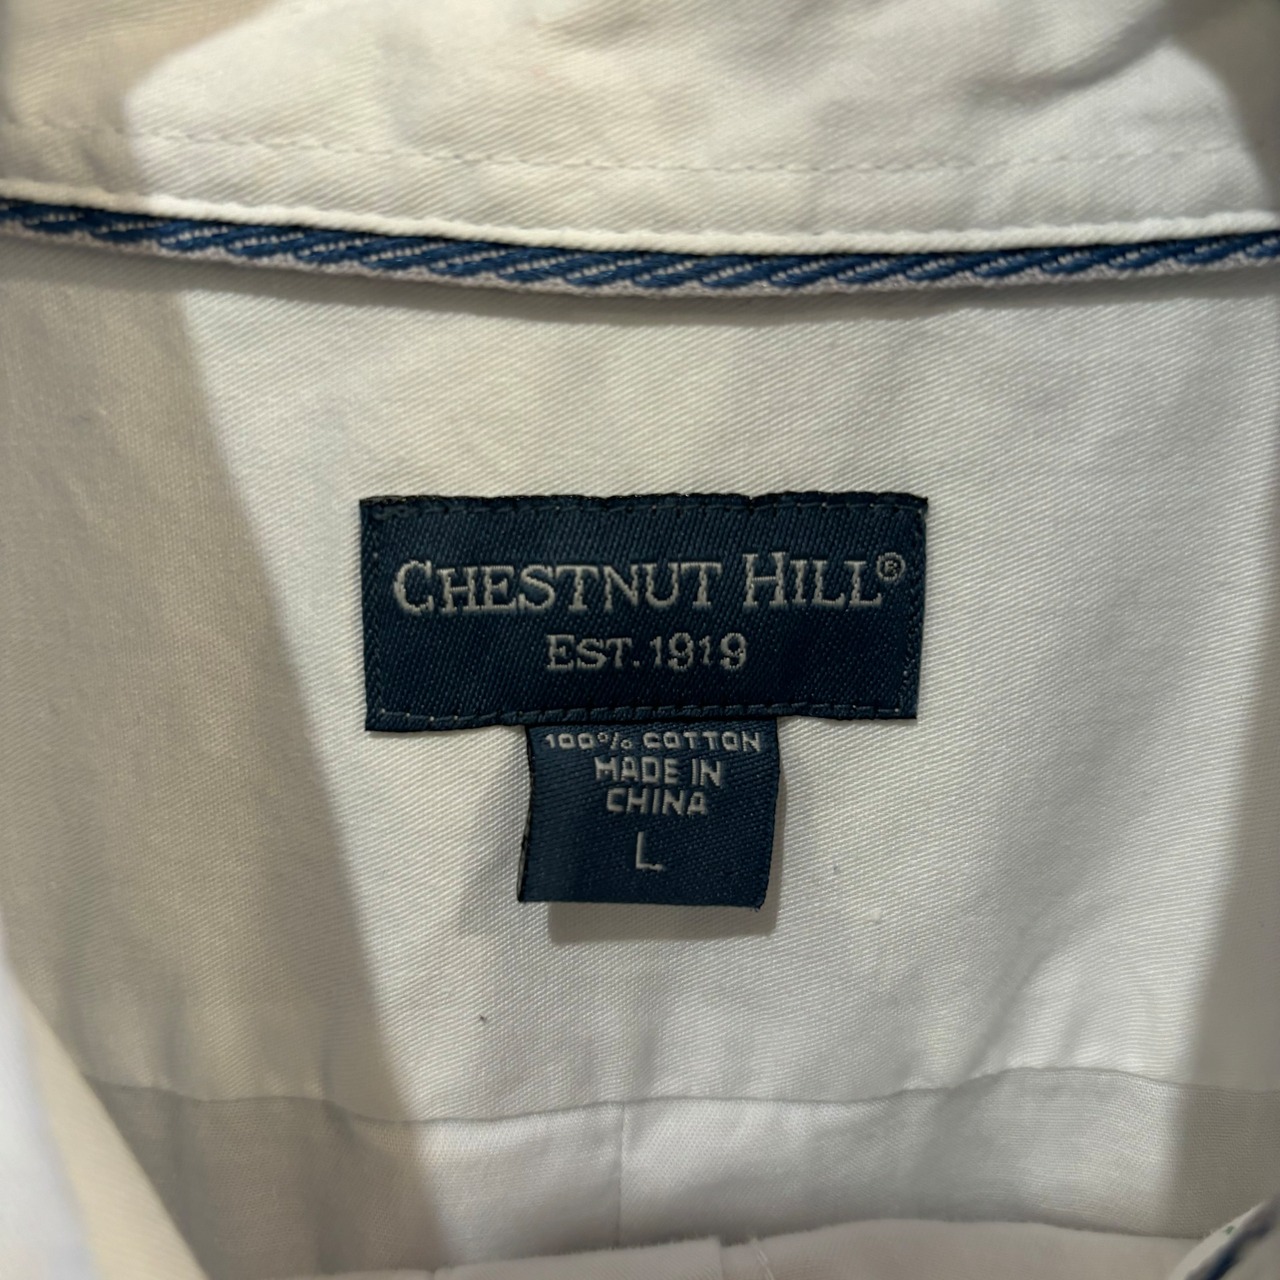 CHESTNUT HILL®
EST. 1919
100% COTTON
MADE IN
CHINA
L